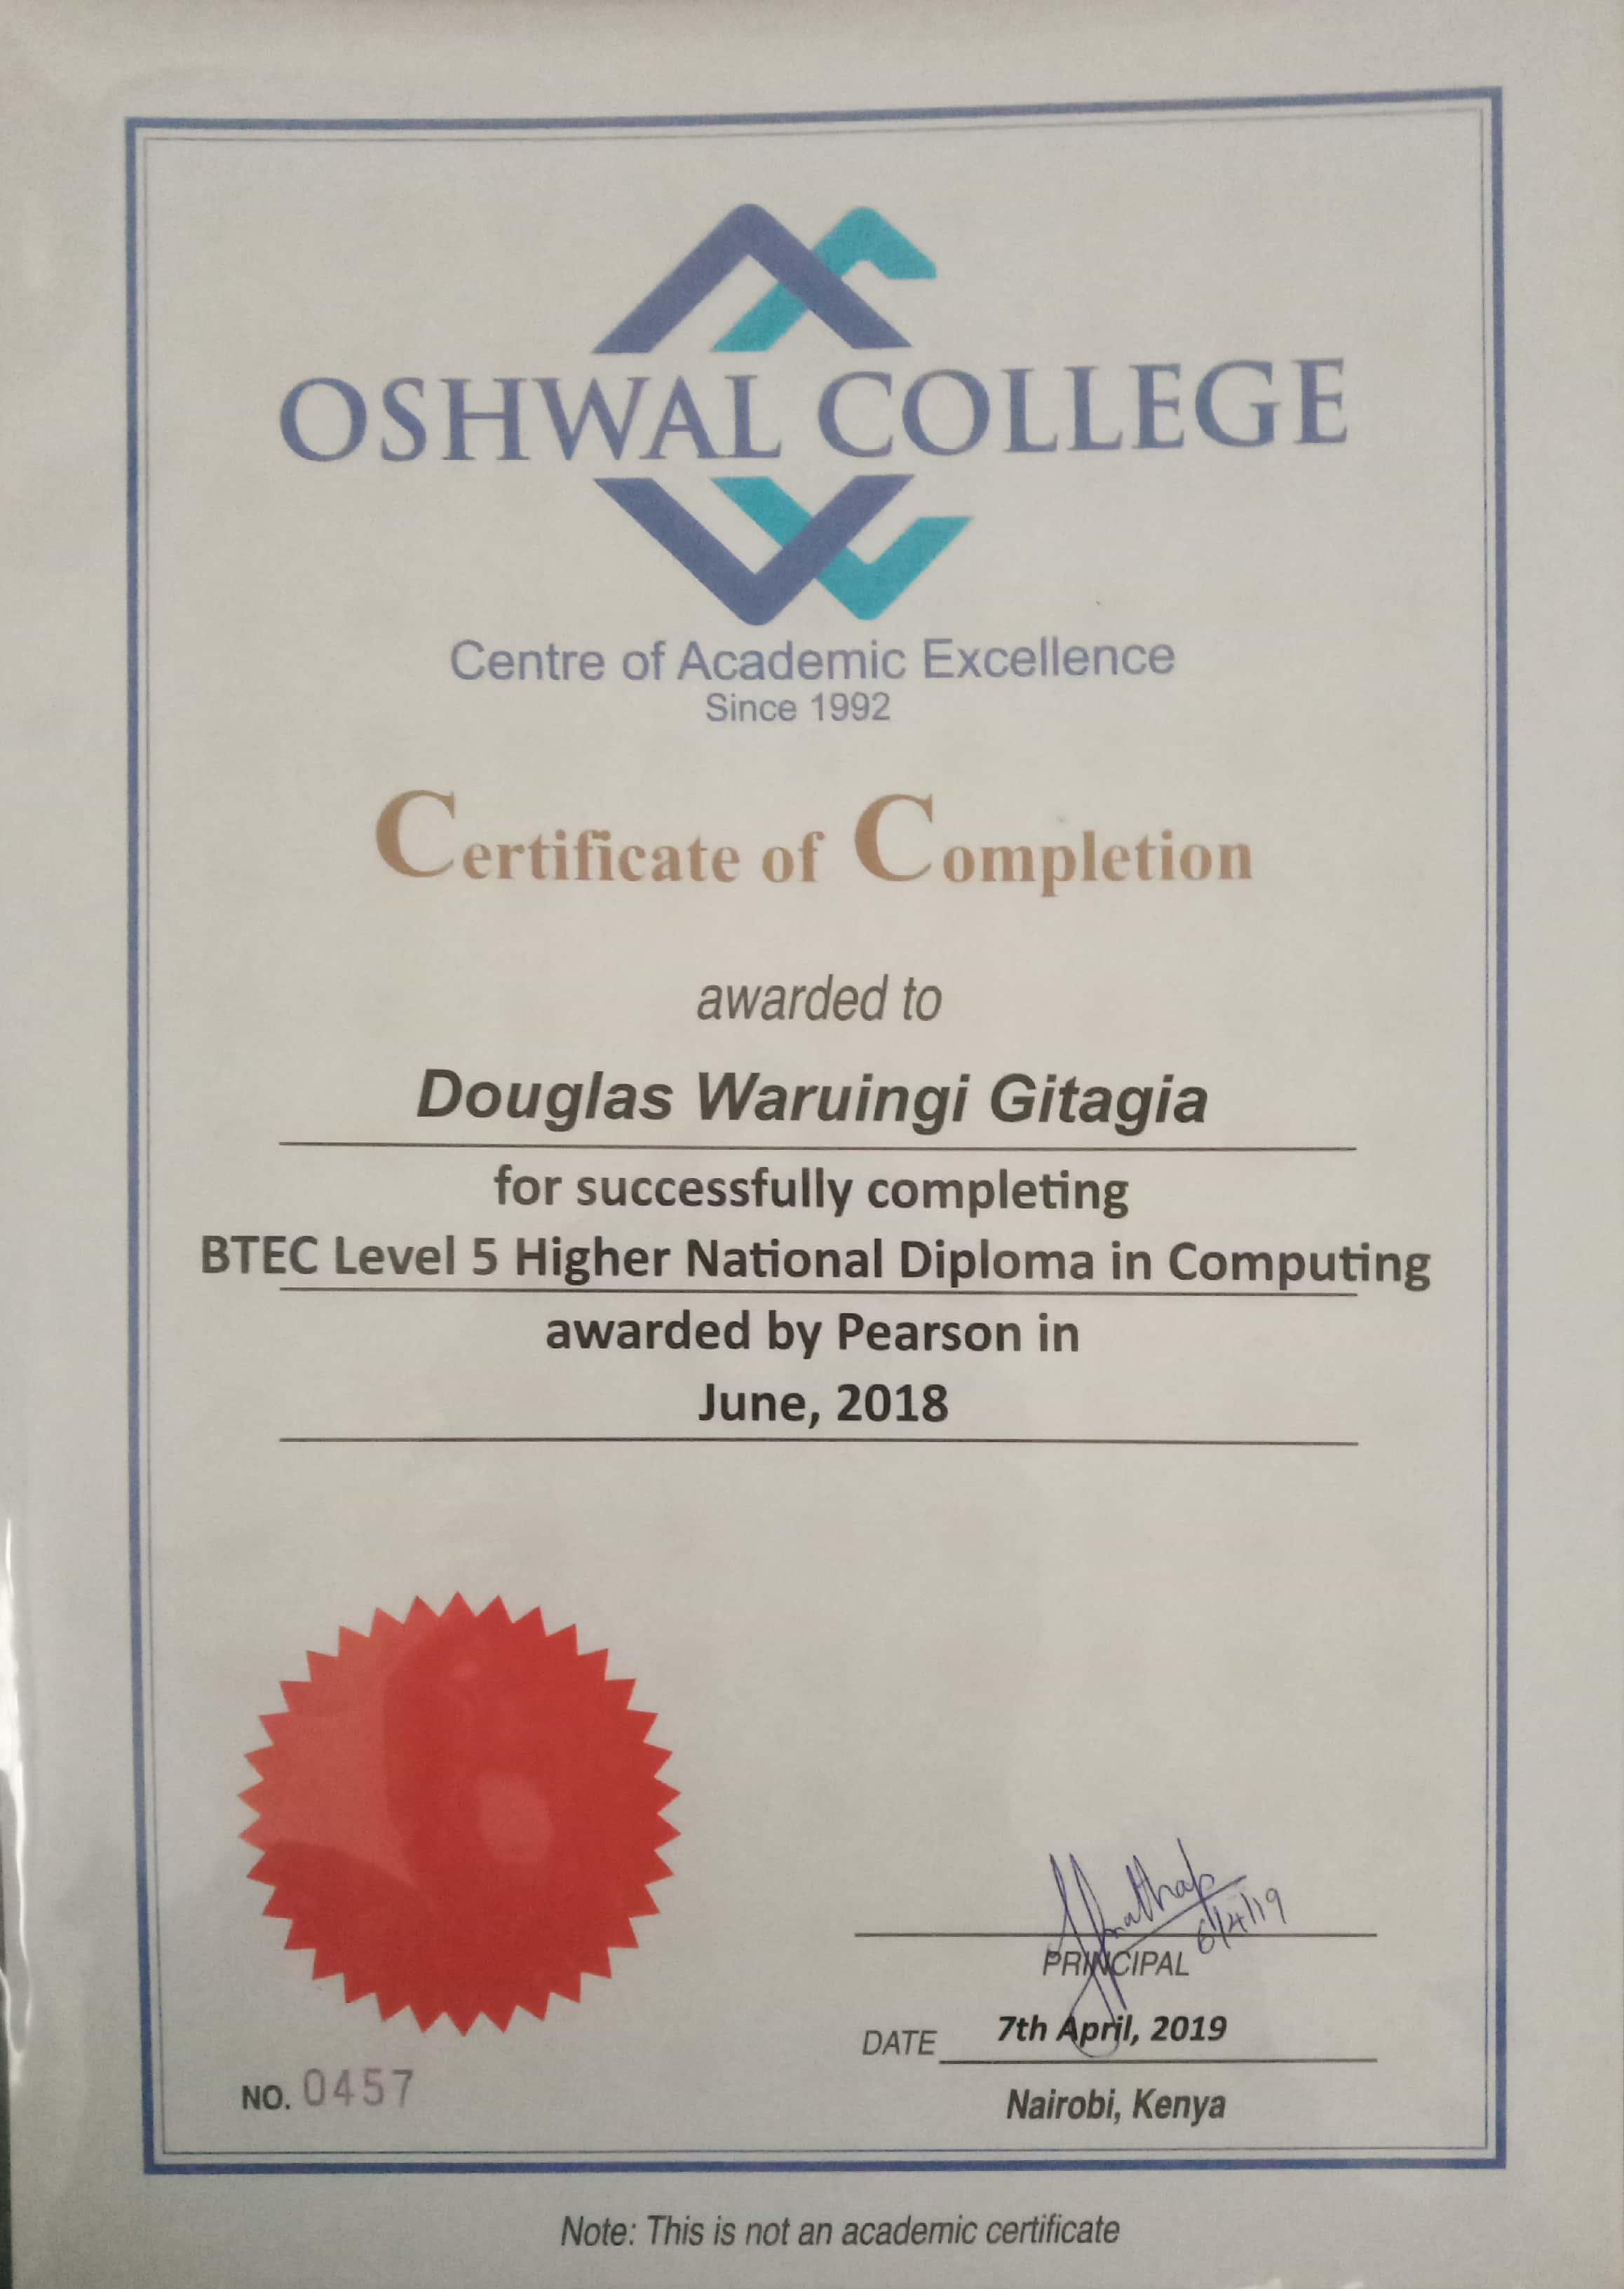 OSHWAL COLLEGE
Centre of Academic Excellence
Since 1992
Certificate of Completion
awarded to
Douglas Waruingi Gitagia
for successfully completing
BTEC Level 5 Higher National Diploma in Computing
awarded by Pearson in
June, 2018
6/4/19
PRINCIPAL
DATE 7th April, 2019
NO. 0457
Nairobi, Kenya
Note: This is not an academic certificate